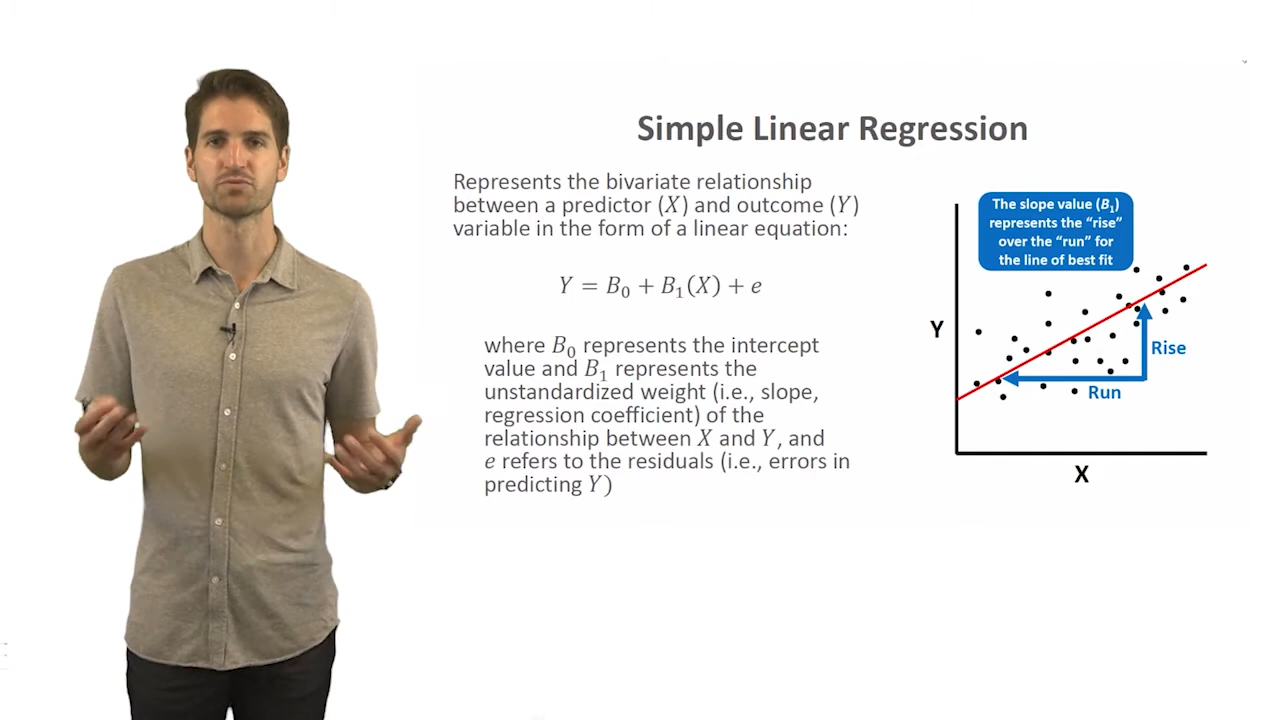 Simple Linear Regression
Represents the bivariate relationship
between a predictor (X) and outcome (Y)
variable in the form of a linear equation:
Y = B₀ + B₁(X) + e
where B₀ represents the intercept
value and B₁ represents the
unstandardized weight (i.e., slope,
regression coefficient) of the
relationship between X and Y, and
e refers to the residuals (i.e., errors in
predicting Y)
The slope value (B₁)
represents the “rise”
over the “run” for
the line of best fit
Y
Rise
Run
X